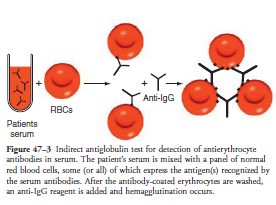 +
RBCs
Patients
serum
+
Anti-IgG
Figure 47–3 Indirect antiglobulin test for detection of antierythrocyte
antibodies in serum. The patient's serum is mixed with a panel of normal
red blood cells, some (or all) of which express the antigen(s) recognized by
the serum antibodies. After the antibody-coated erythrocytes are washed,
an anti-IgG reagent is added and hemagglutination occurs.